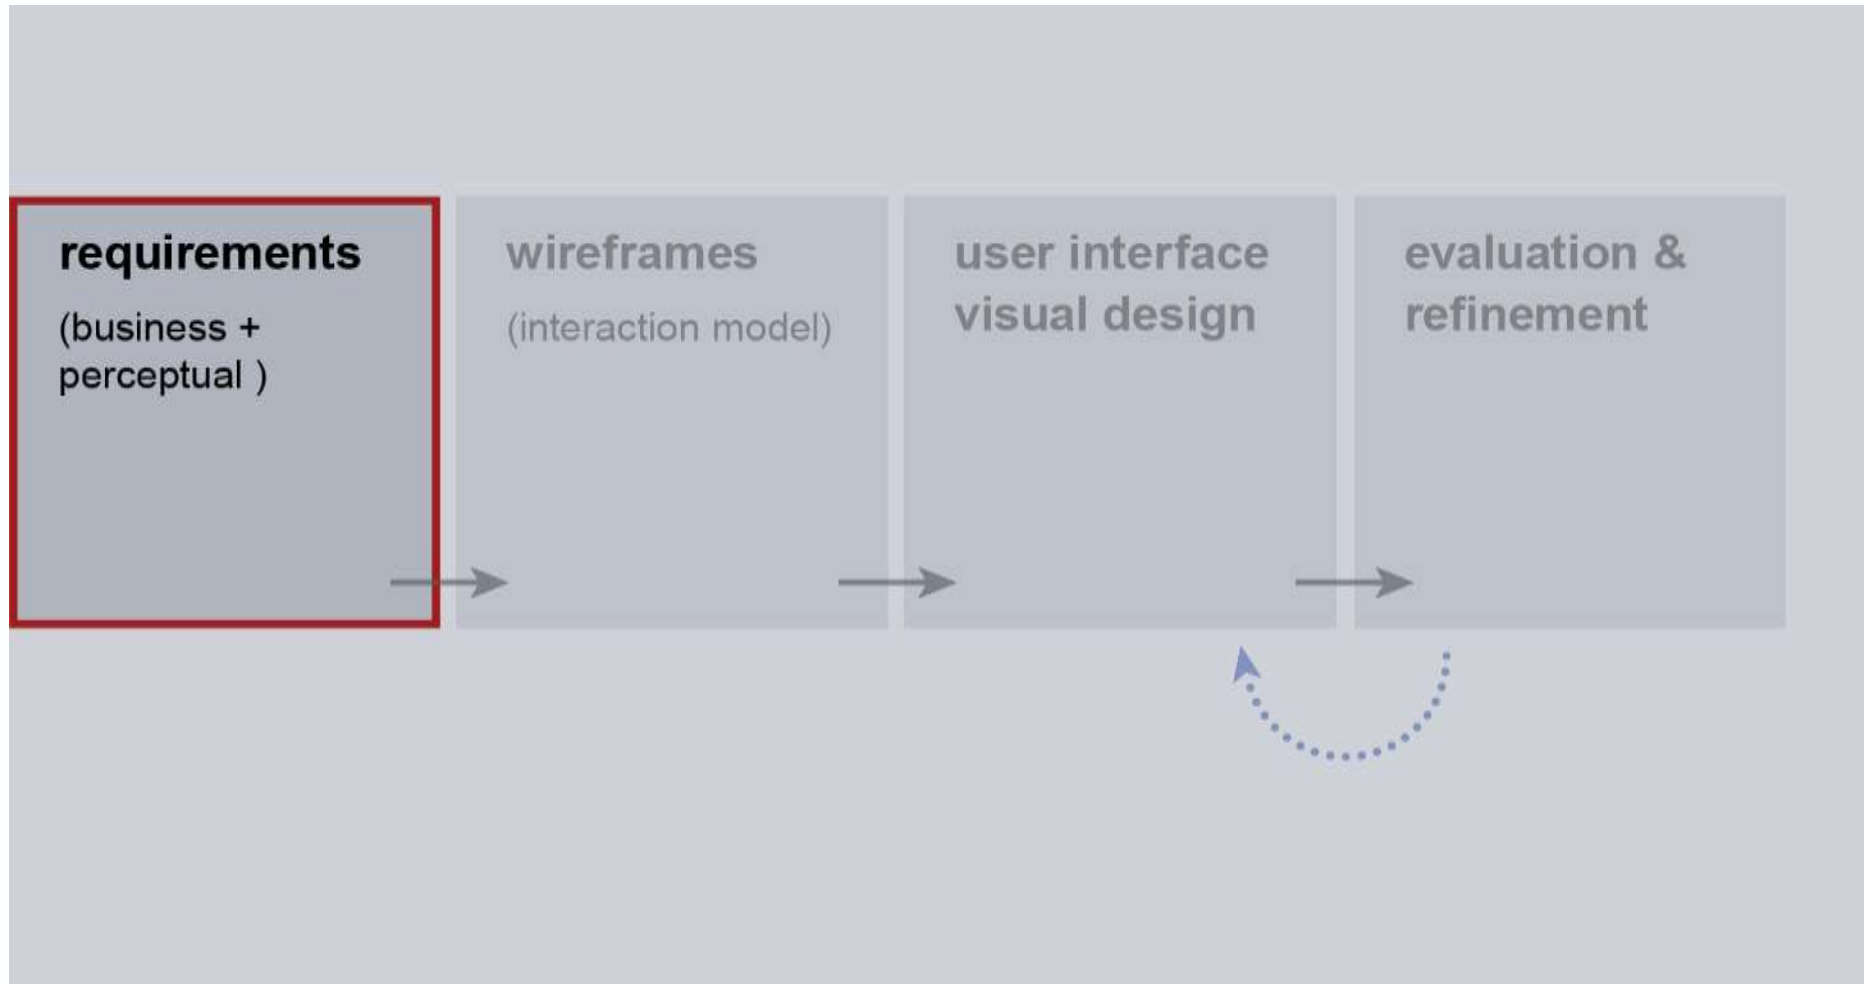 requirements
(business +
perceptual )
wireframes
(interaction model)
user interface
visual design
evaluation &
refinement